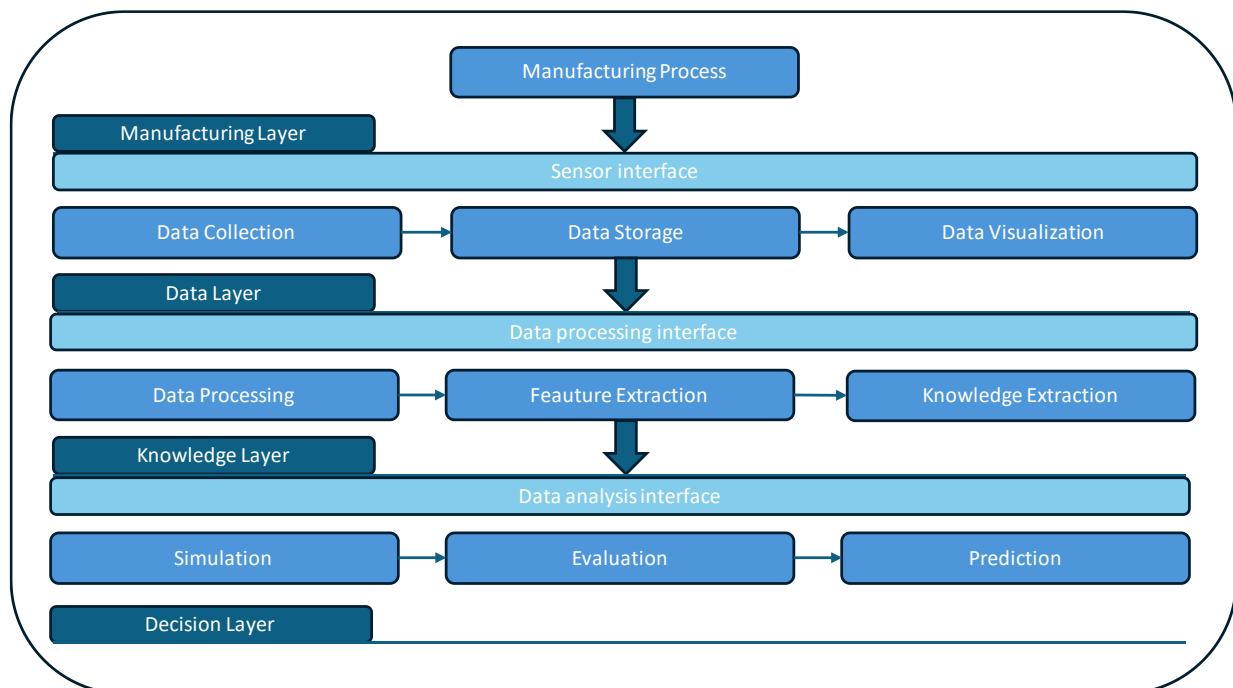 Manufacturing Process
Manufacturing Layer
Sensor interface
Data Collection
Data Storage
Data Visualization
Data Layer
Data processing interface
Data Processing
Feauture Extraction
Knowledge Extraction
Knowledge Layer
Data analysis interface
Simulation
Evaluation
Prediction
Decision Layer